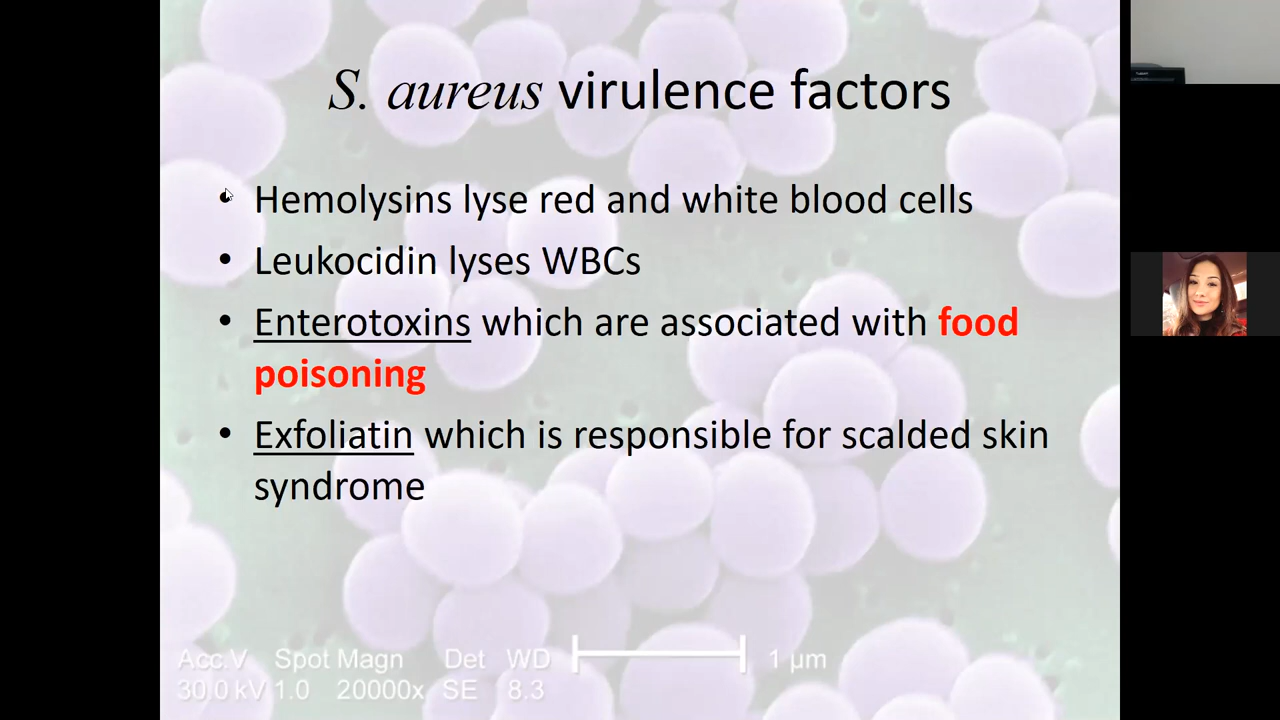 S. aureus virulence factors
• Hemolysins lyse red and white blood cells
• Leukocidin lyses WBCs
• Enterotoxins which are associated with food
poisoning
• Exfoliatin which is responsible for scalded skin
syndrome
Acc.V Spot Magn Det WD 1 µm
30.0 kV 1.0 20000x SE 8.3